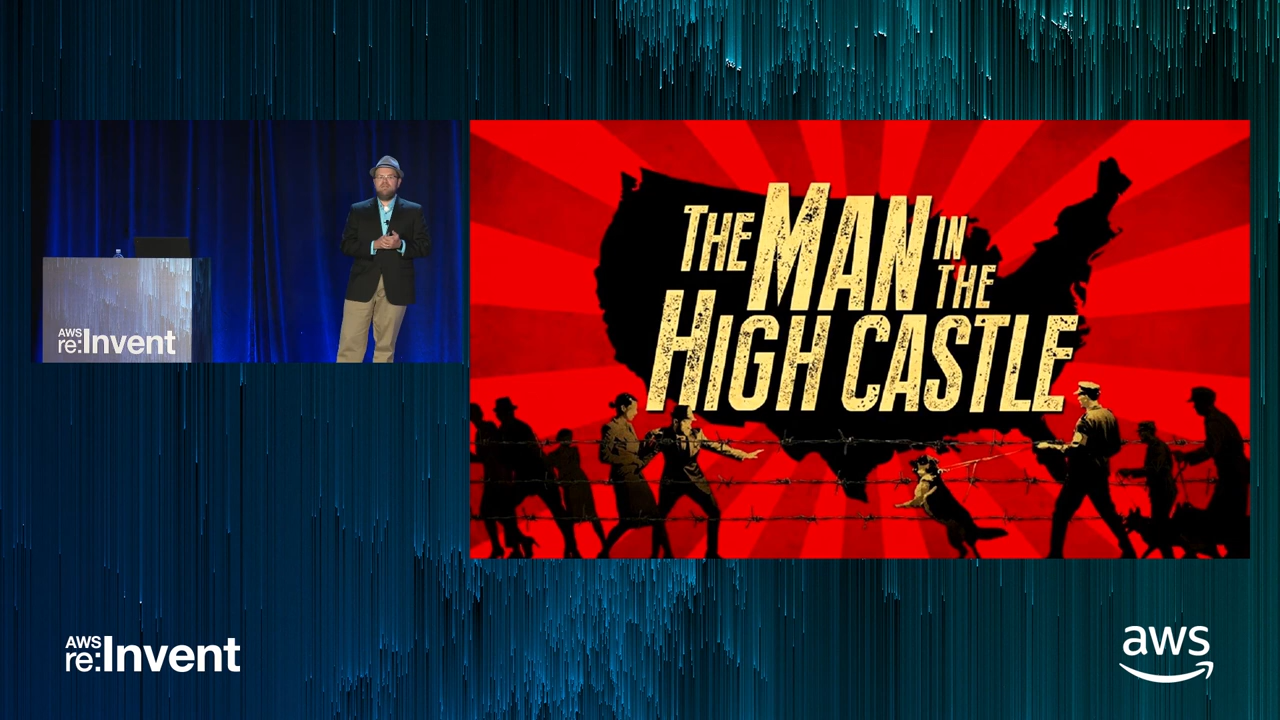 THE MAN IN
THE
HIGH CASTLE
AWS
re:Invent
AWS
re:Invent
aws